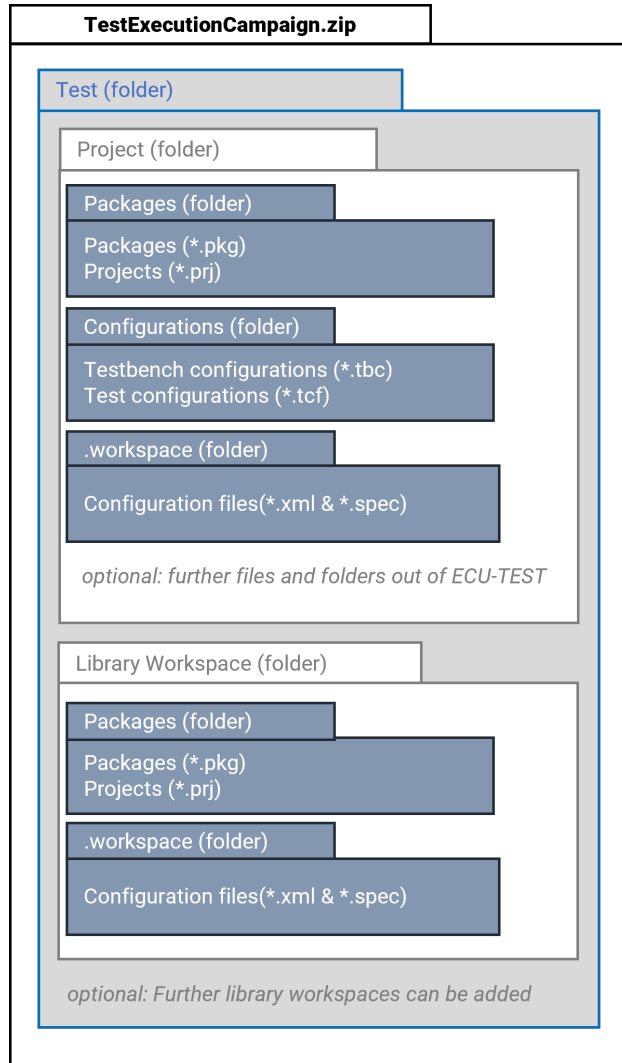 TestExecutionCampaign.zip
Test (folder)
Project (folder)
Packages (folder)
Packages (*.pkg)
Projects (*.prj)
Configurations (folder)
Testbench configurations (*.tbc)
Test configurations (*.tcf)
.workspace (folder)
Configuration files(*.xml & *.spec)
optional: further files and folders out of ECU-TEST
Library Workspace (folder)
Packages (folder)
Packages (*.pkg)
Projects (*.prj)
.workspace (folder)
Configuration files(*.xml & *.spec)
optional: Further library workspaces can be added